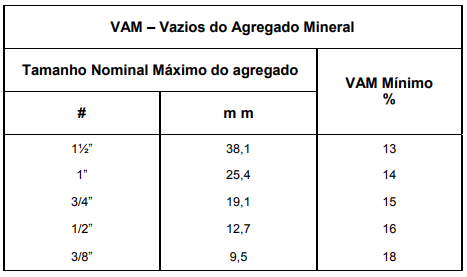 VAM – Vazios do Agregado Mineral
Tamanho Nominal Máximo do agregado
VAM Mínimo
%
# m m
1½” 38,1 13
1” 25,4 14
3/4” 19,1 15
1/2” 12,7 16
3/8” 9,5 18